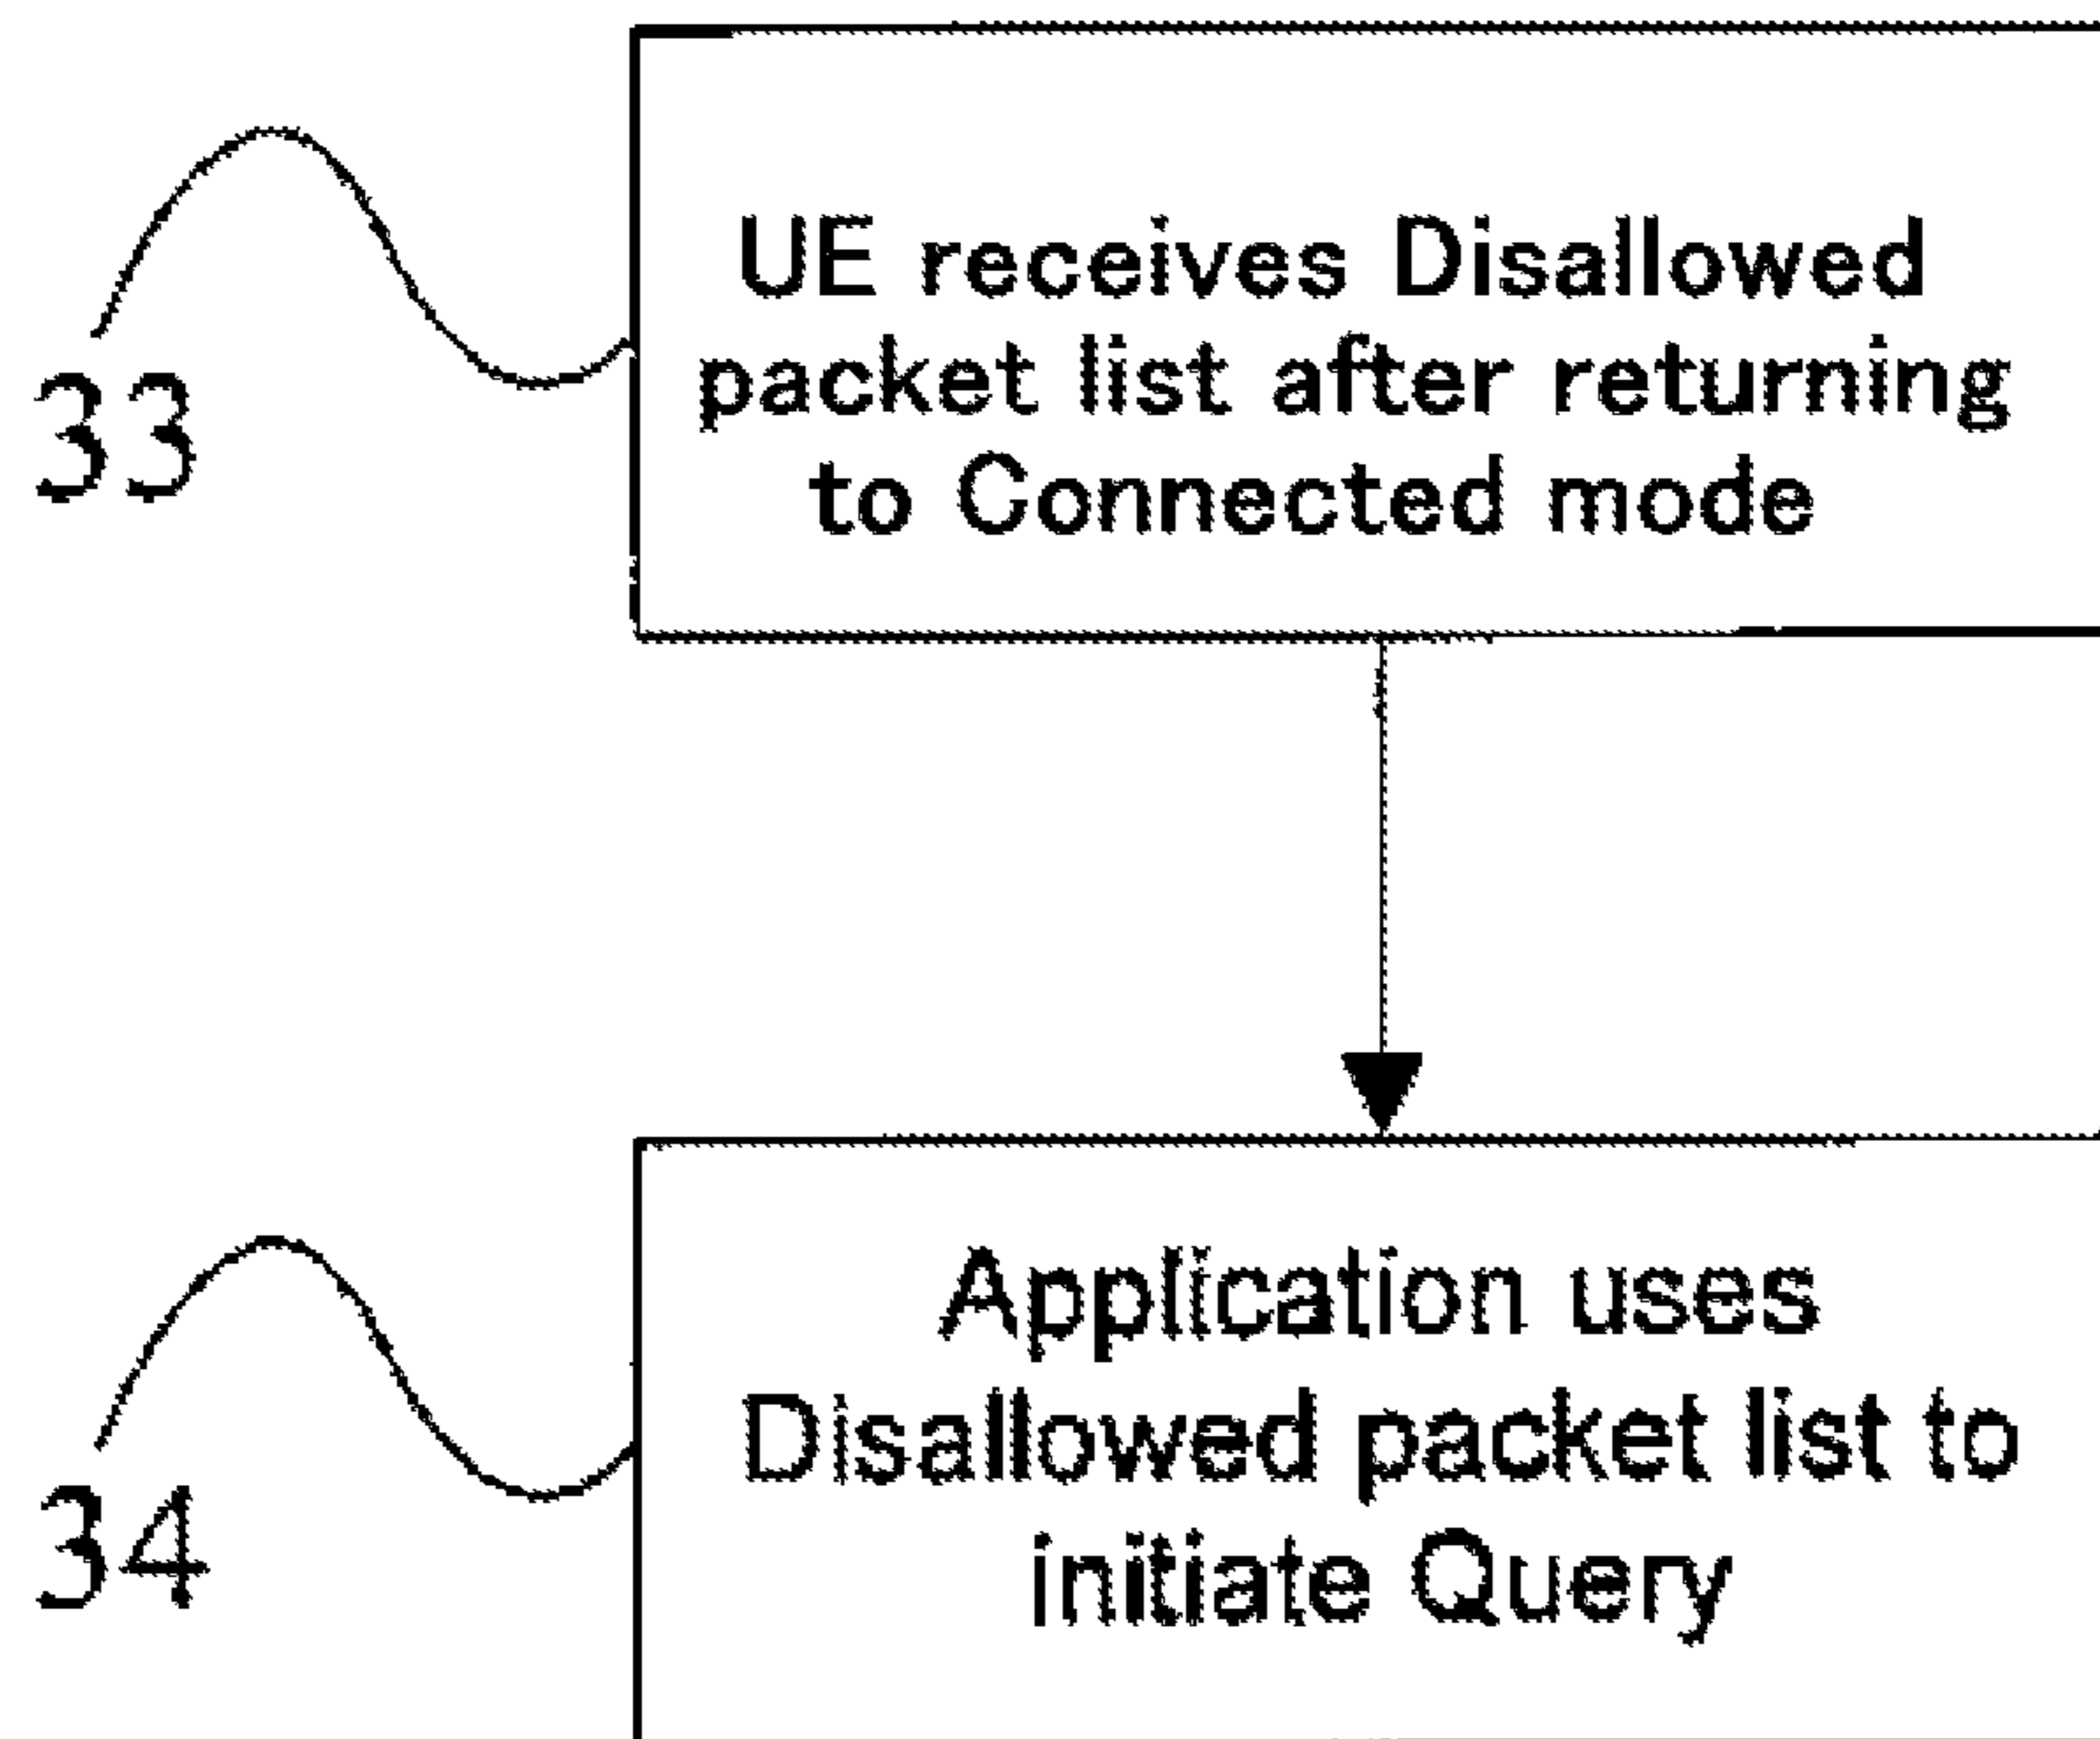 UE receives Disallowed
packet list after returning
to Connected mode
33
Application uses
Disallowed packet list to
initiate Query
34